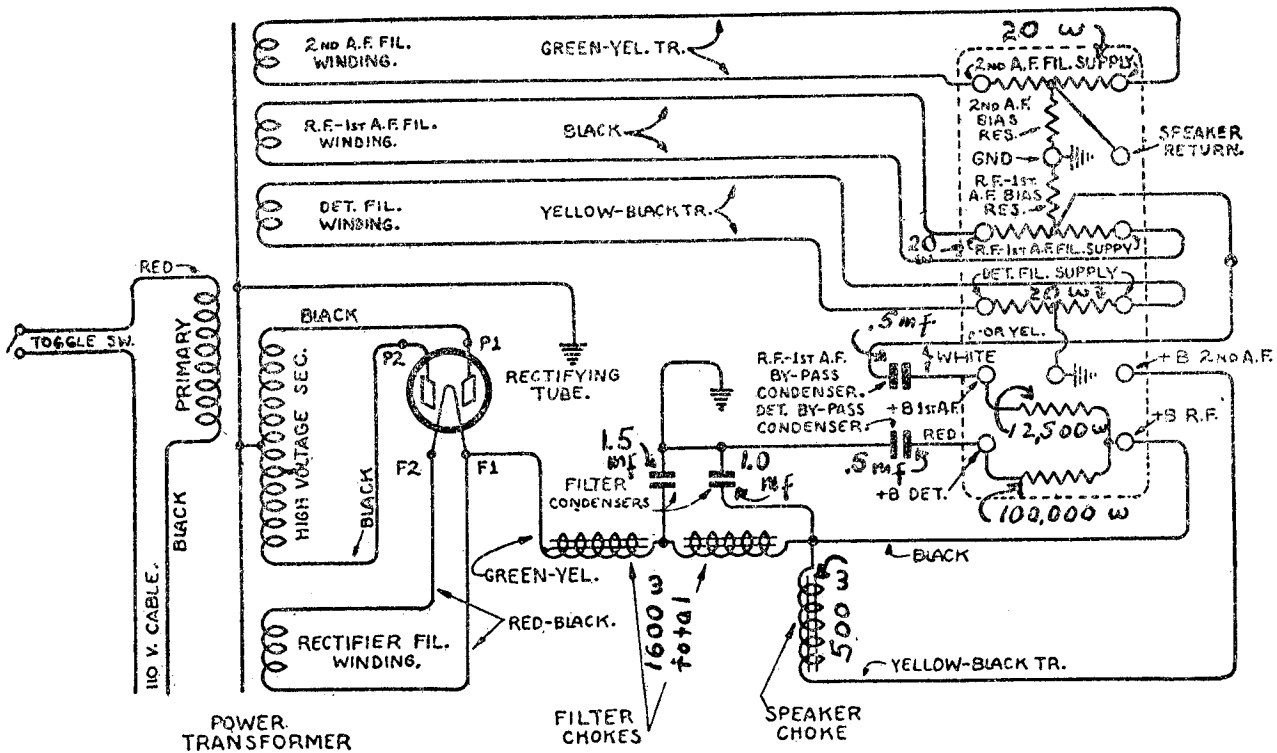 2ND A.F. FIL.
WINDING.
GREEN-YEL. TR.
20 ω
2ND A.F. FIL. SUPPLY
2ND A.F.
BIAS
RES.
R.F.-1ST A.F. FIL.
WINDING.
BLACK
GND
SPEAKER
RETURN.
R.F.-1ST
A.F. BIAS
RES.
DET. FIL.
WINDING.
YELLOW-BLACK TR.
20
ω
R.F.-1ST A.F. FIL. SUPPY
DET. FIL. SUPPLY
20 ω
RED
TOGGLE SW.
PRIMARY
BLACK
110 V. CABLE.
BLACK
P2
P1
HIGH VOLTAGE SEC.
BLACK
RECTIFYING
TUBE.
F2
F1
.5 mf.
OR YEL.
WHITE
R.F.-1ST A.F.
BY-PASS
CONDENSER.
DET. BY-PASS
CONDENSER.
+B 1ST A.F.
+B 2ND A.F.
12,500 ω
+B R.F.
RED
.5 mf
+B DET.
100,000 ω
1.5
mf
1.0
mf
FILTER
CONDENSERS
BLACK
GREEN-YEL.
RED-BLACK.
RECTIFIER FIL.
WINDING.
1600 ω
total
500 ω
YELLOW-BLACK TR.
POWER
TRANSFORMER
FILTER
CHOKES
SPEAKER
CHOKE